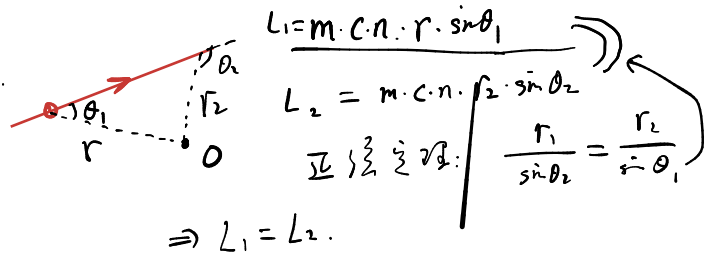 L₁=m·c·n·r·sinθ₁
θ₂
θ₁
r₂
r
O
L₂ = m·c·n·r₂·sinθ₂
正弦定理: r₁/sinθ₂ = r₂/sinθ₁
⇒ L₁=L₂.